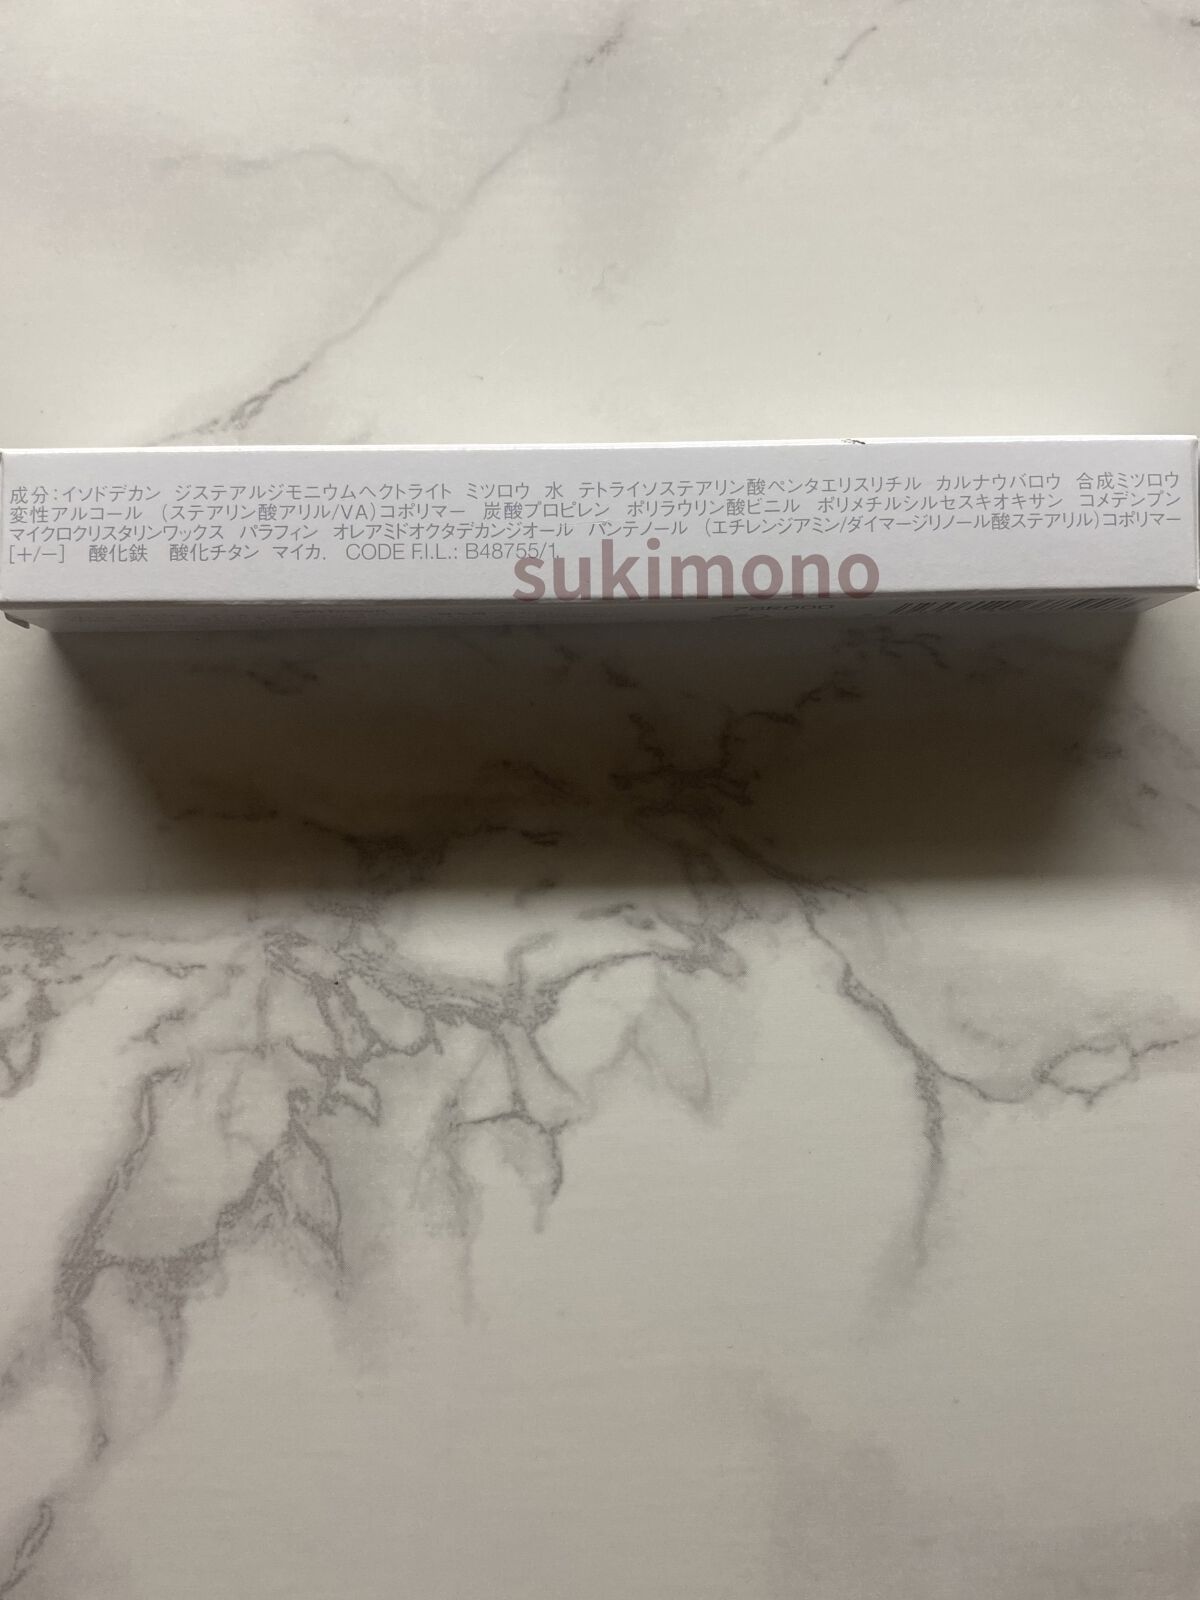 成分：イソドデカン ジステアルジモニウムヘクトライト ミツロウ 水 テトライソステアリン酸ペンタエリスリチル カルナウバロウ 合成ミツロウ
変性アルコール （ステアリン酸アリル/VA）コポリマー 炭酸プロピレン ポリラウリン酸ビニル ポリメチルシルセスキオキサン コメデンプン
マイクロクリスタリンワックス パラフィン オレアミドオクタデカンジオール パンテノール （エチレンジアミン/ダイマージリノール酸ステアリル）コポリマー
[+/−] 酸化鉄 酸化チタン マイカ. CODE F.I.L.: B48755/1
sukimono